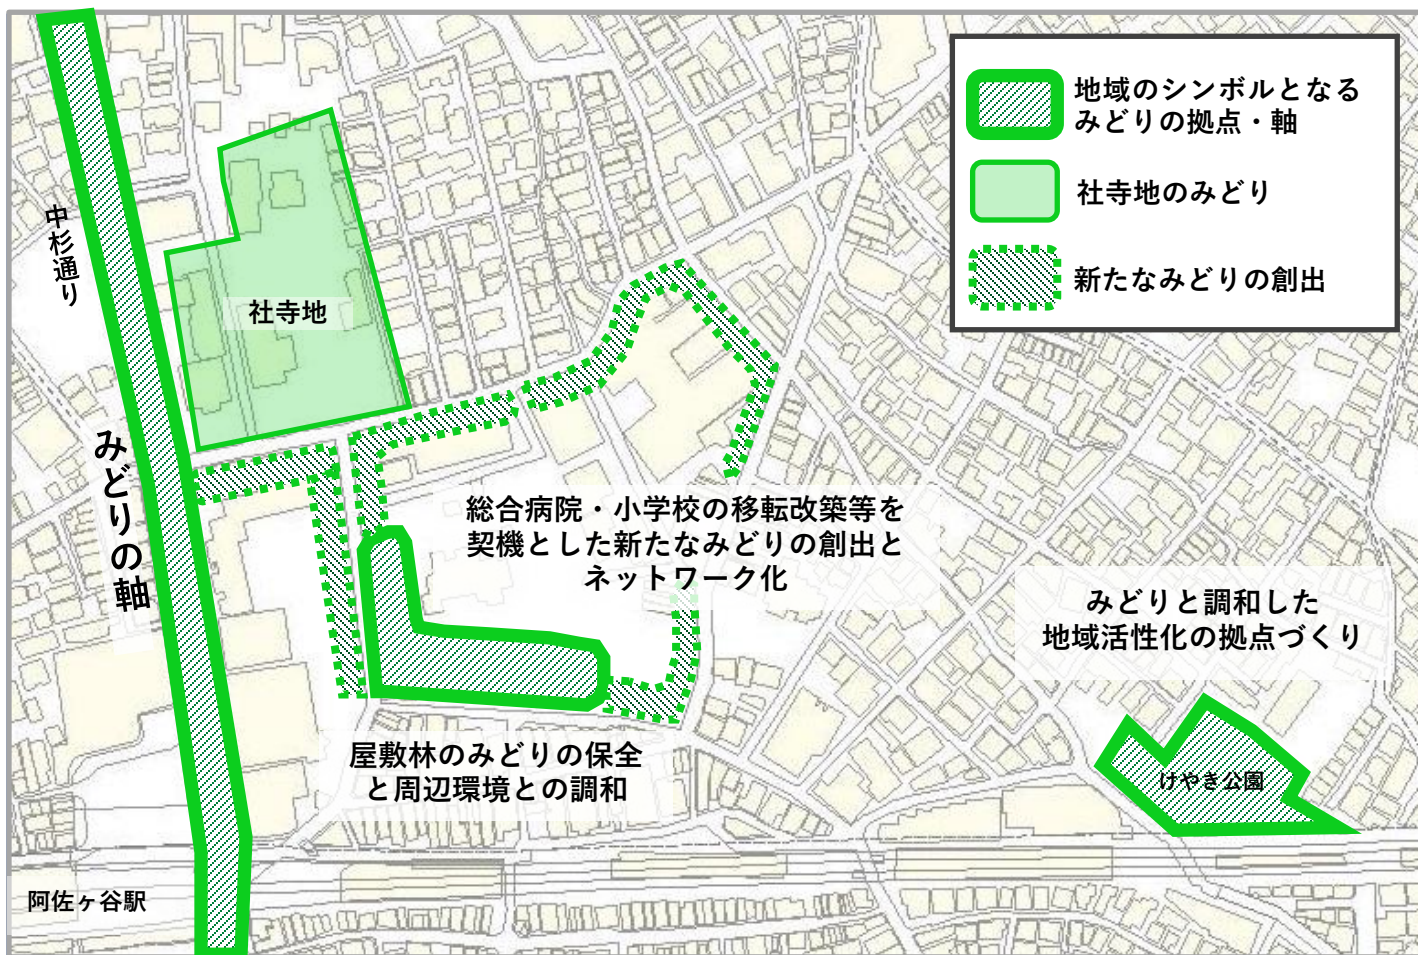 地域のシンボルとなる
みどりの拠点・軸
社寺地のみどり
新たなみどりの創出
中杉通り
社寺地
みどりの軸
総合病院・小学校の移転改築等を
契機とした新たなみどりの創出と
ネットワーク化
みどりと調和した
地域活性化の拠点づくり
屋敷林のみどりの保全
と周辺環境との調和
けやき公園
阿佐ヶ谷駅